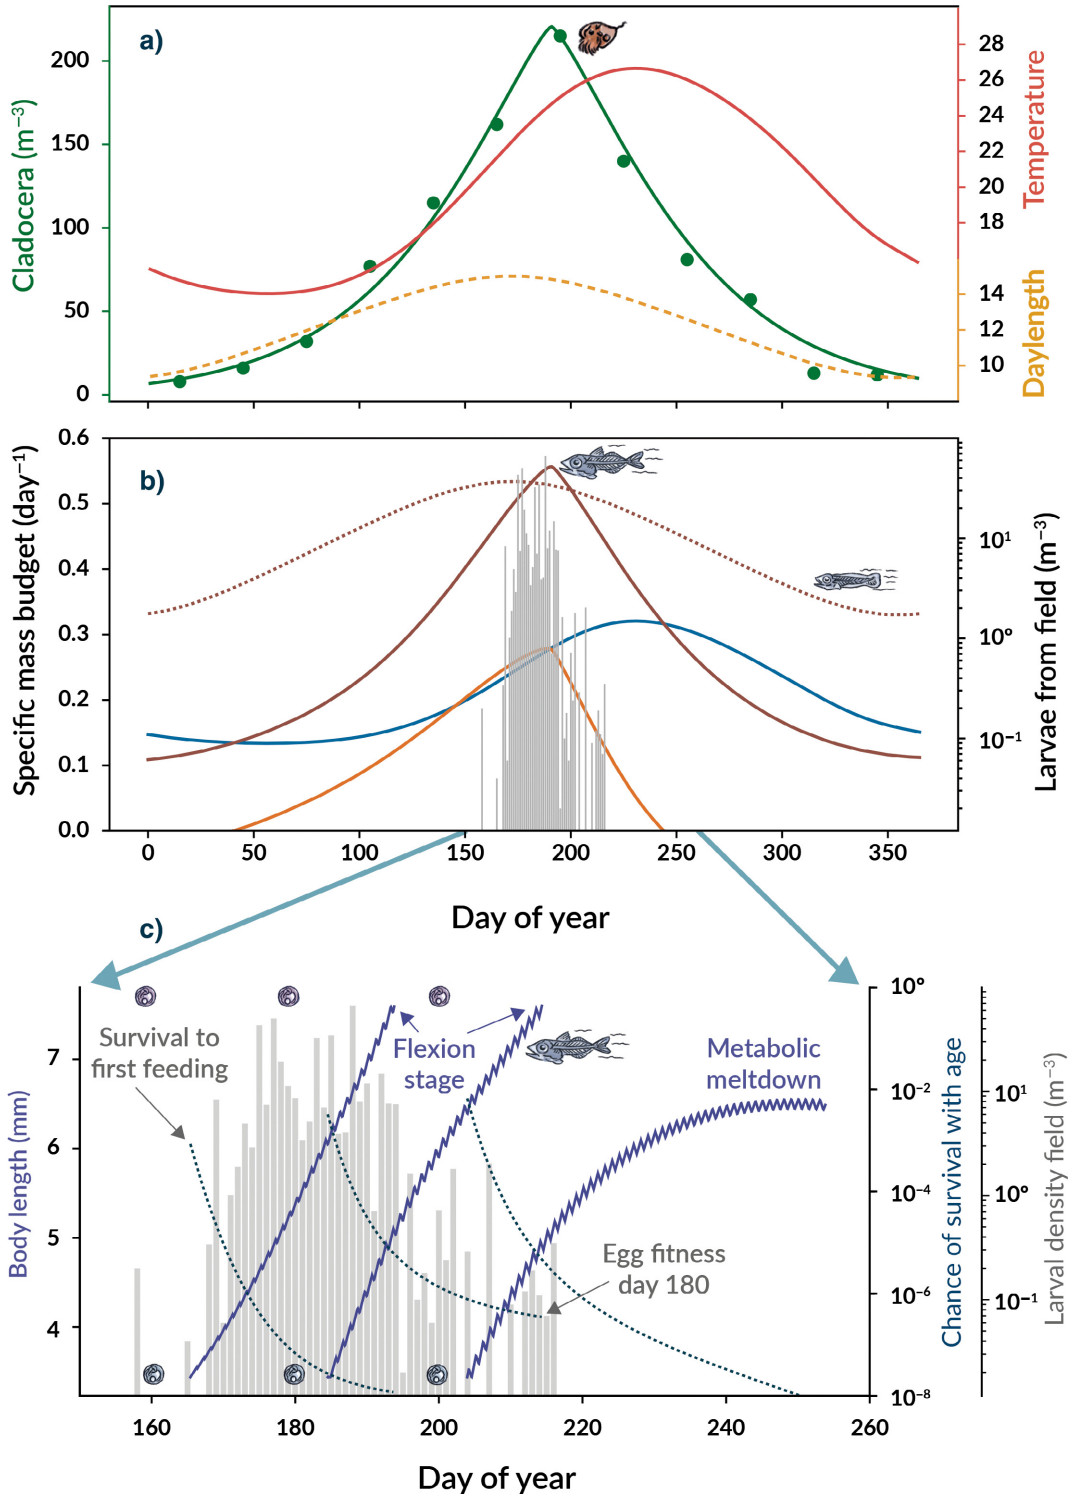 a)
Cladocera (m⁻³)
200
150
100
50
0
28
26
24
22
20
18
14
12
10
Temperature
Daylength
b)
Specific mass budget (day⁻¹)
0.6
0.5
0.4
0.3
0.2
0.1
0.0
10¹
10⁰
10⁻¹
Larvae from field (m⁻³)
0 50 100 150 200 250 300 350
Day of year
c)
Body length (mm)
7
6
5
4
Survival to
first feeding
Flexion
stage
Metabolic
meltdown
Egg fitness
day 180
10⁰
10⁻²
10⁻⁴
10⁻⁶
10⁻⁸
Chance of survival with age
10¹
10⁰
10⁻¹
Larval density field (m⁻³)
160 180 200 220 240 260
Day of year